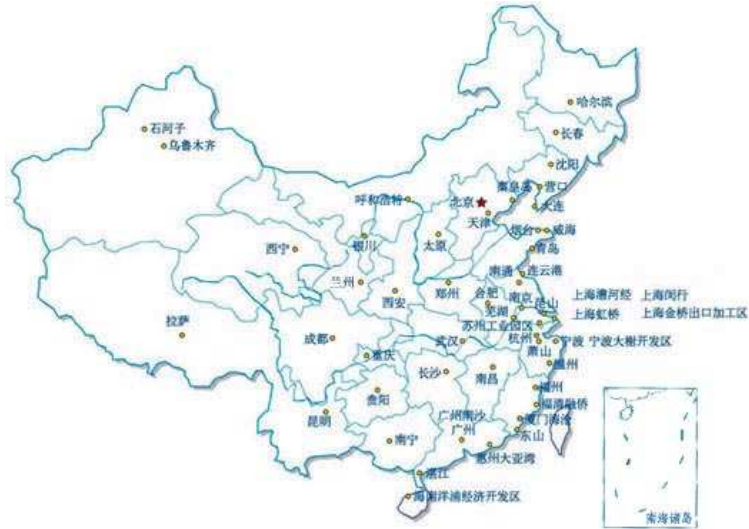 哈尔滨
石河子
长春
乌鲁木齐
沈阳
秦皇岛
营口
呼和浩特
北京
大连
天津
烟台
威海
银川
太原
青岛
西宁
南通
连云港
兰州
郑州
合肥
南京
昆山
上海漕河经
上海闵行
西安
芜湖
上海虹桥
上海金桥出口加工区
苏州工业园区
拉萨
成都
武汉
杭州
宁波
宁波大榭开发区
萧山
重庆
温州
长沙
南昌
贵阳
福州
福清融桥
昆明
广州南沙
厦门海沧
广州
东山
南宁
惠州大亚湾
湛江
海南洋浦经济开发区
南海诸岛